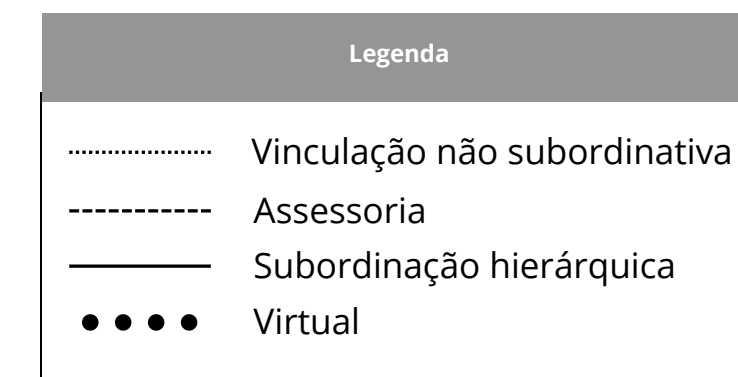 Legenda
Vinculação não subordinativa
Assessoria
Subordinação hierárquica
Virtual